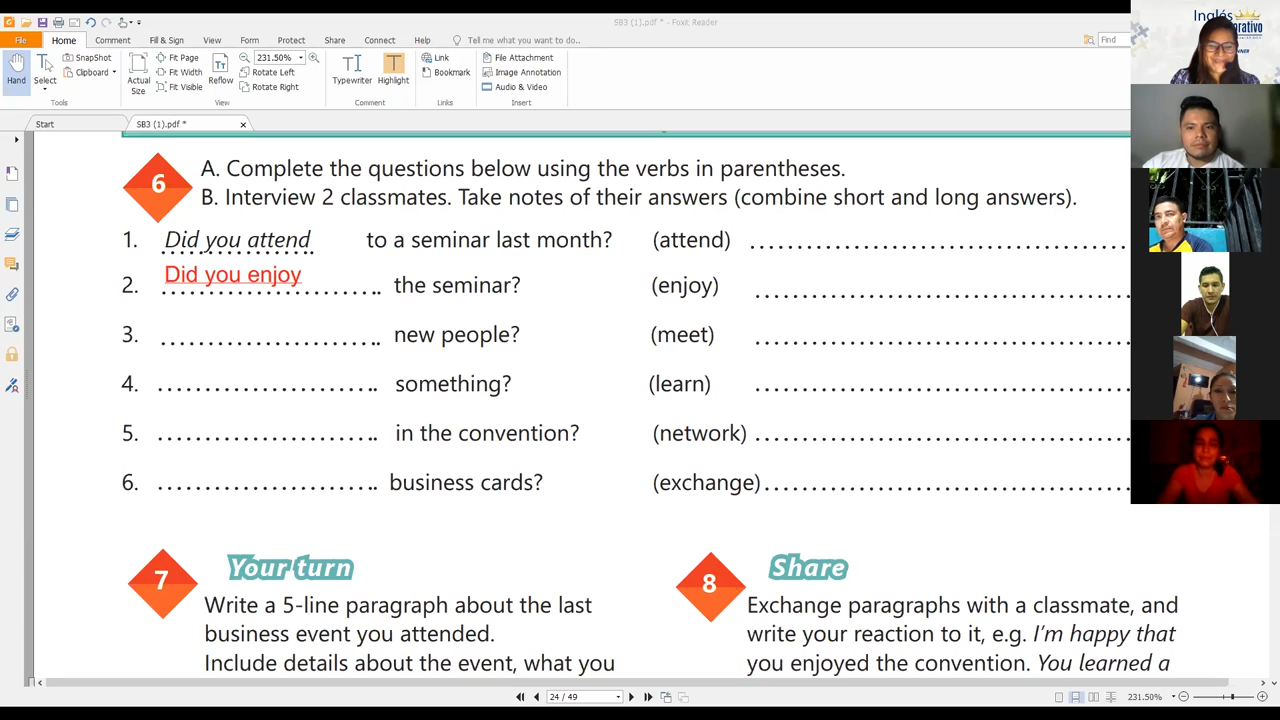 SB3 (1).pdf * - Foxit Reader
File Home Comment Fill & Sign View Form Protect Share Connect Help Tell me what you want to do.. Find
Hand Select SnapShot Clipboard Actual Size Fit Page Fit Width Fit Visible Reflow 231.50% Rotate Left Rotate Right Typewriter Highlight Link Bookmark File Attachment Image Annotation Audio & Video
Tools View Comment Links Insert
Start SB3 (1).pdf *
Inglés
6 A. Complete the questions below using the verbs in parentheses.
B. Interview 2 classmates. Take notes of their answers (combine short and long answers).
1. Did you attend to a seminar last month? (attend)
2. Did you enjoy the seminar? (enjoy)
3. new people? (meet)
4. something? (learn)
5. in the convention? (network)
6. business cards? (exchange)
7 Your turn
Write a 5-line paragraph about the last
business event you attended.
Include details about the event, what you
8 Share
Exchange paragraphs with a classmate, and
write your reaction to it, e.g. I'm happy that
you enjoyed the convention. You learned a
24 / 49 231.50%